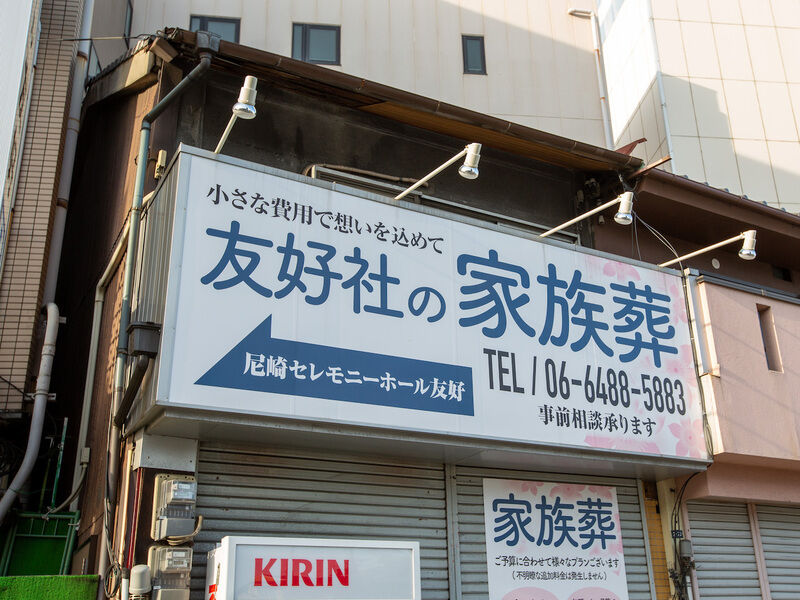 小さな費用で想いを込めて
友好社の家族葬
尼崎セレモニーホール友好
TEL / 06-6488-5883
事前相談承ります
家族葬
ご予算に合わせて様々なプランございます
(不明瞭な追加料金は発生しません)
KIRIN